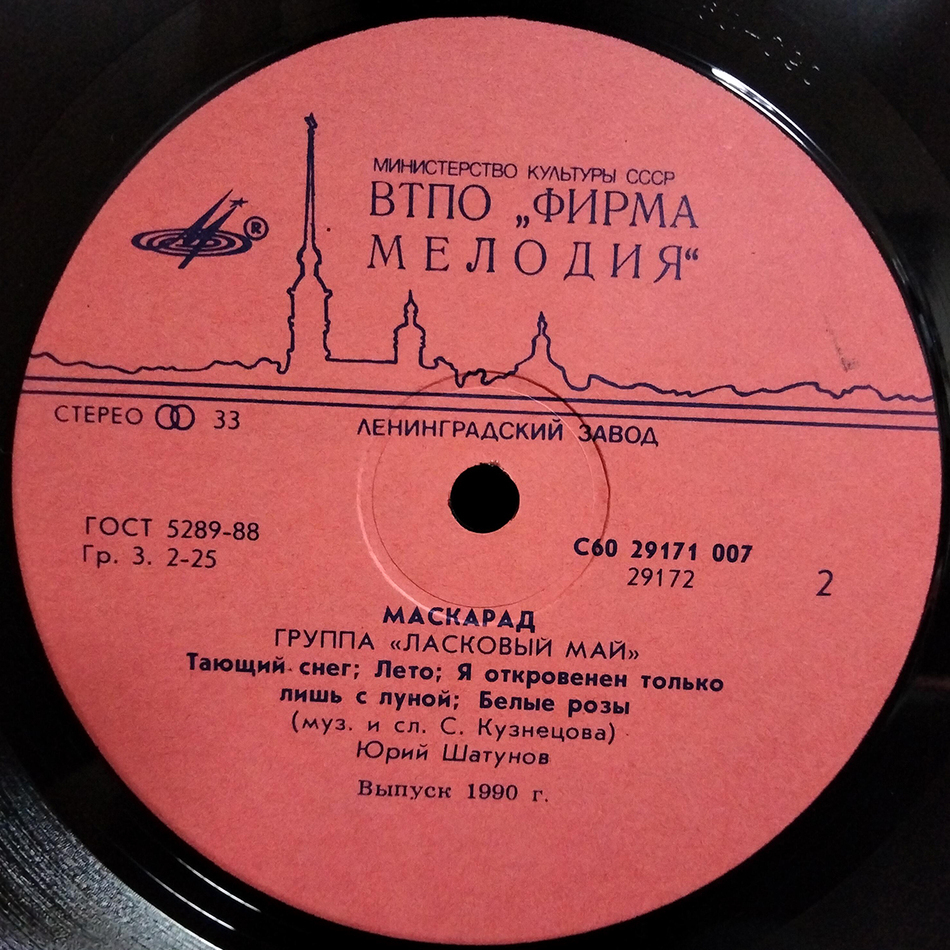 МИНИСТЕРСТВО КУЛЬТУРЫ СССР
ВТПО „ФИРМА
МЕЛОДИЯ“
®
СТЕРЕО 33
ЛЕНИНГРАДСКИЙ ЗАВОД
ГОСТ 5289-88
Гр. 3. 2-25
С60 29171 007
29172
2
МАСКАРАД
ГРУППА «ЛАСКОВЫЙ МАЙ»
Тающий снег; Лето; Я откровенен только
лишь с луной; Белые розы
(муз. и сл. С. Кузнецова)
Юрий Шатунов
Выпуск 1990 г.